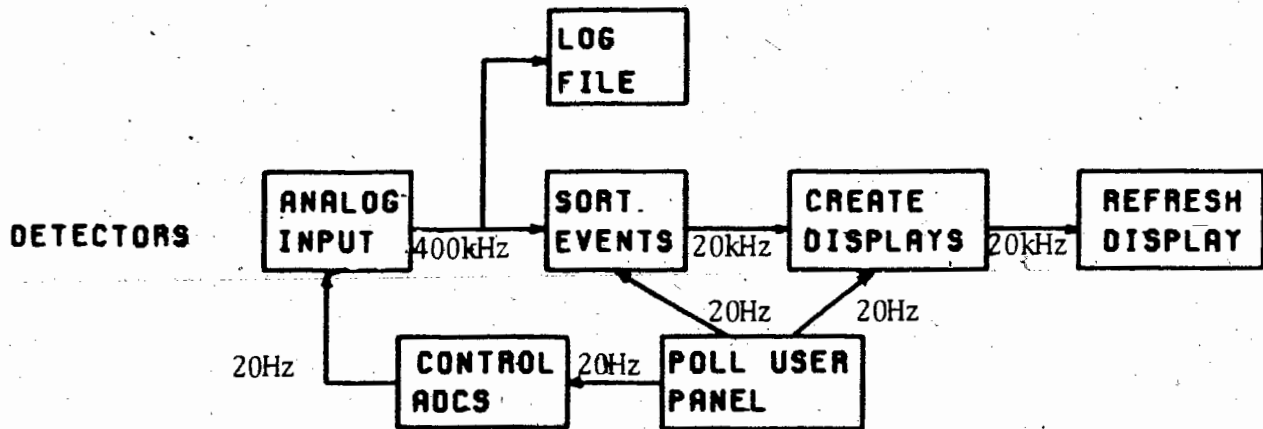 LOG
FILE
DETECTORS
ANALOG
INPUT
400kHz
SORT.
EVENTS
20kHz
CREATE
DISPLAYS
20kHz
REFRESH
DISPLAY
20Hz
20Hz
20Hz
CONTROL
ADCS
20Hz
POLL USER
PANEL